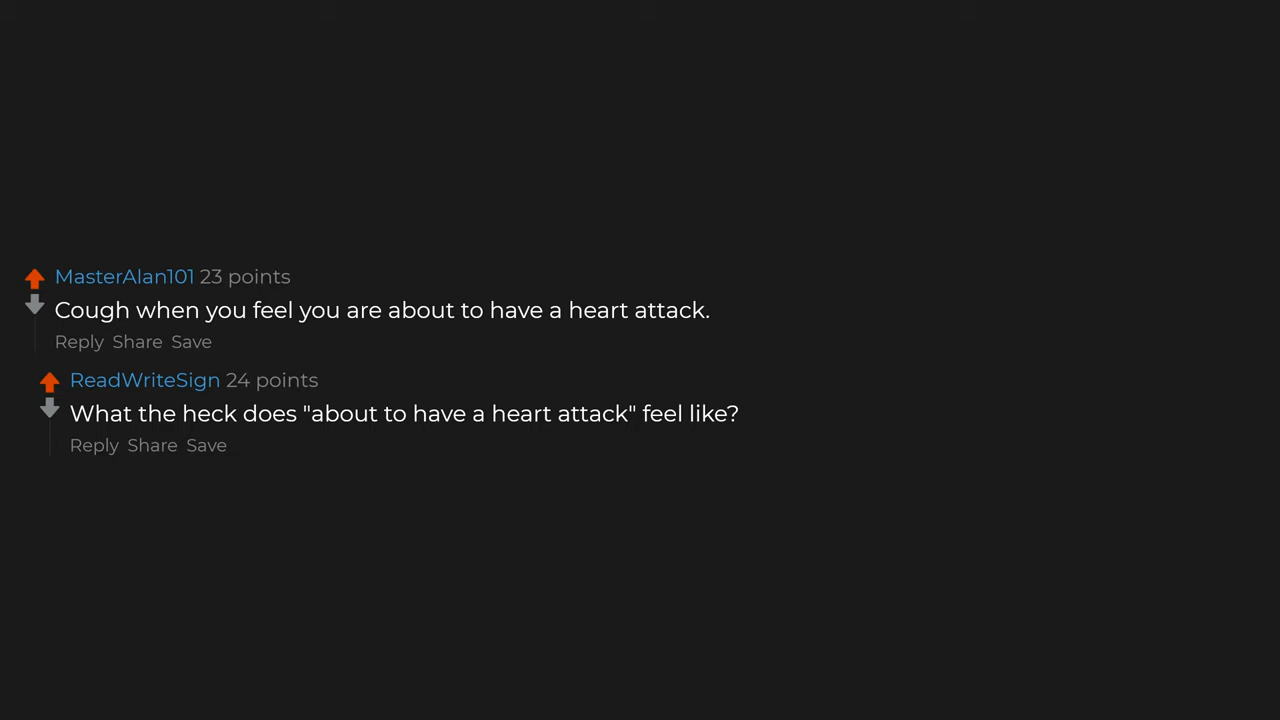 MasterAlan101 23 points
Cough when you feel you are about to have a heart attack.
Reply Share Save
ReadWriteSign 24 points
What the heck does "about to have a heart attack" feel like?
Reply Share Save